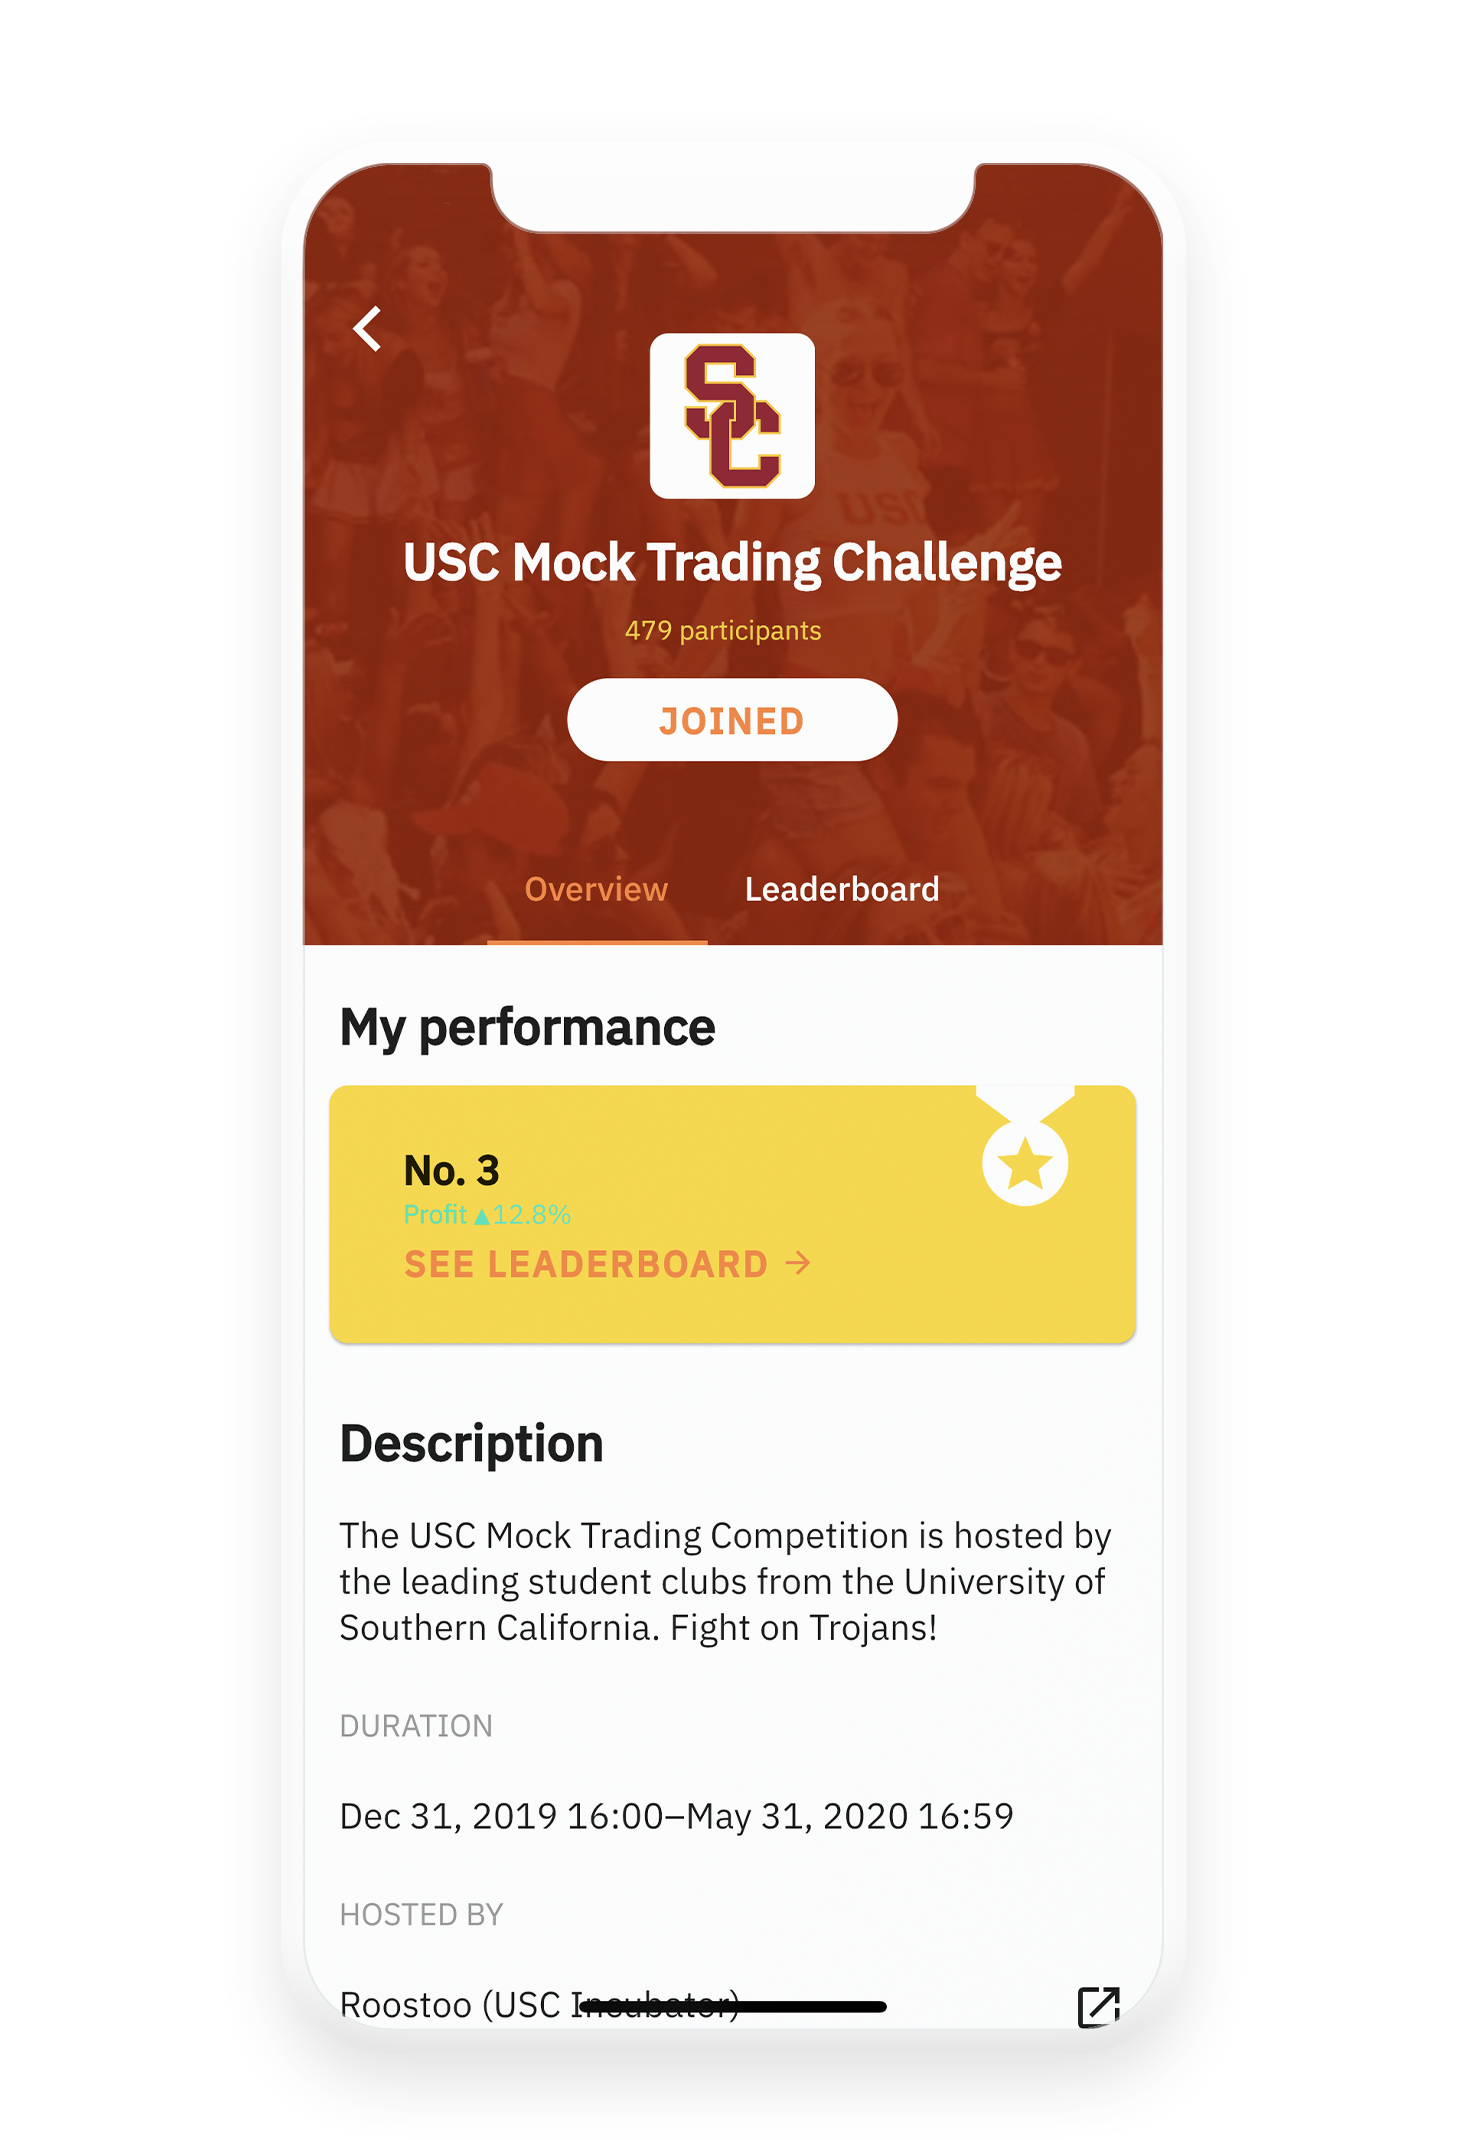 SC
USC
USC Mock Trading Challenge
479 participants
JOINED
Overview
Leaderboard
My performance
No. 3
Profit ▲12.8%
SEE LEADERBOARD →
Description
The USC Mock Trading Competition is hosted by
the leading student clubs from the University of
Southern California. Fight on Trojans!
DURATION
Dec 31, 2019 16:00–May 31, 2020 16:59
HOSTED BY
Roostoo (USC Incubator)